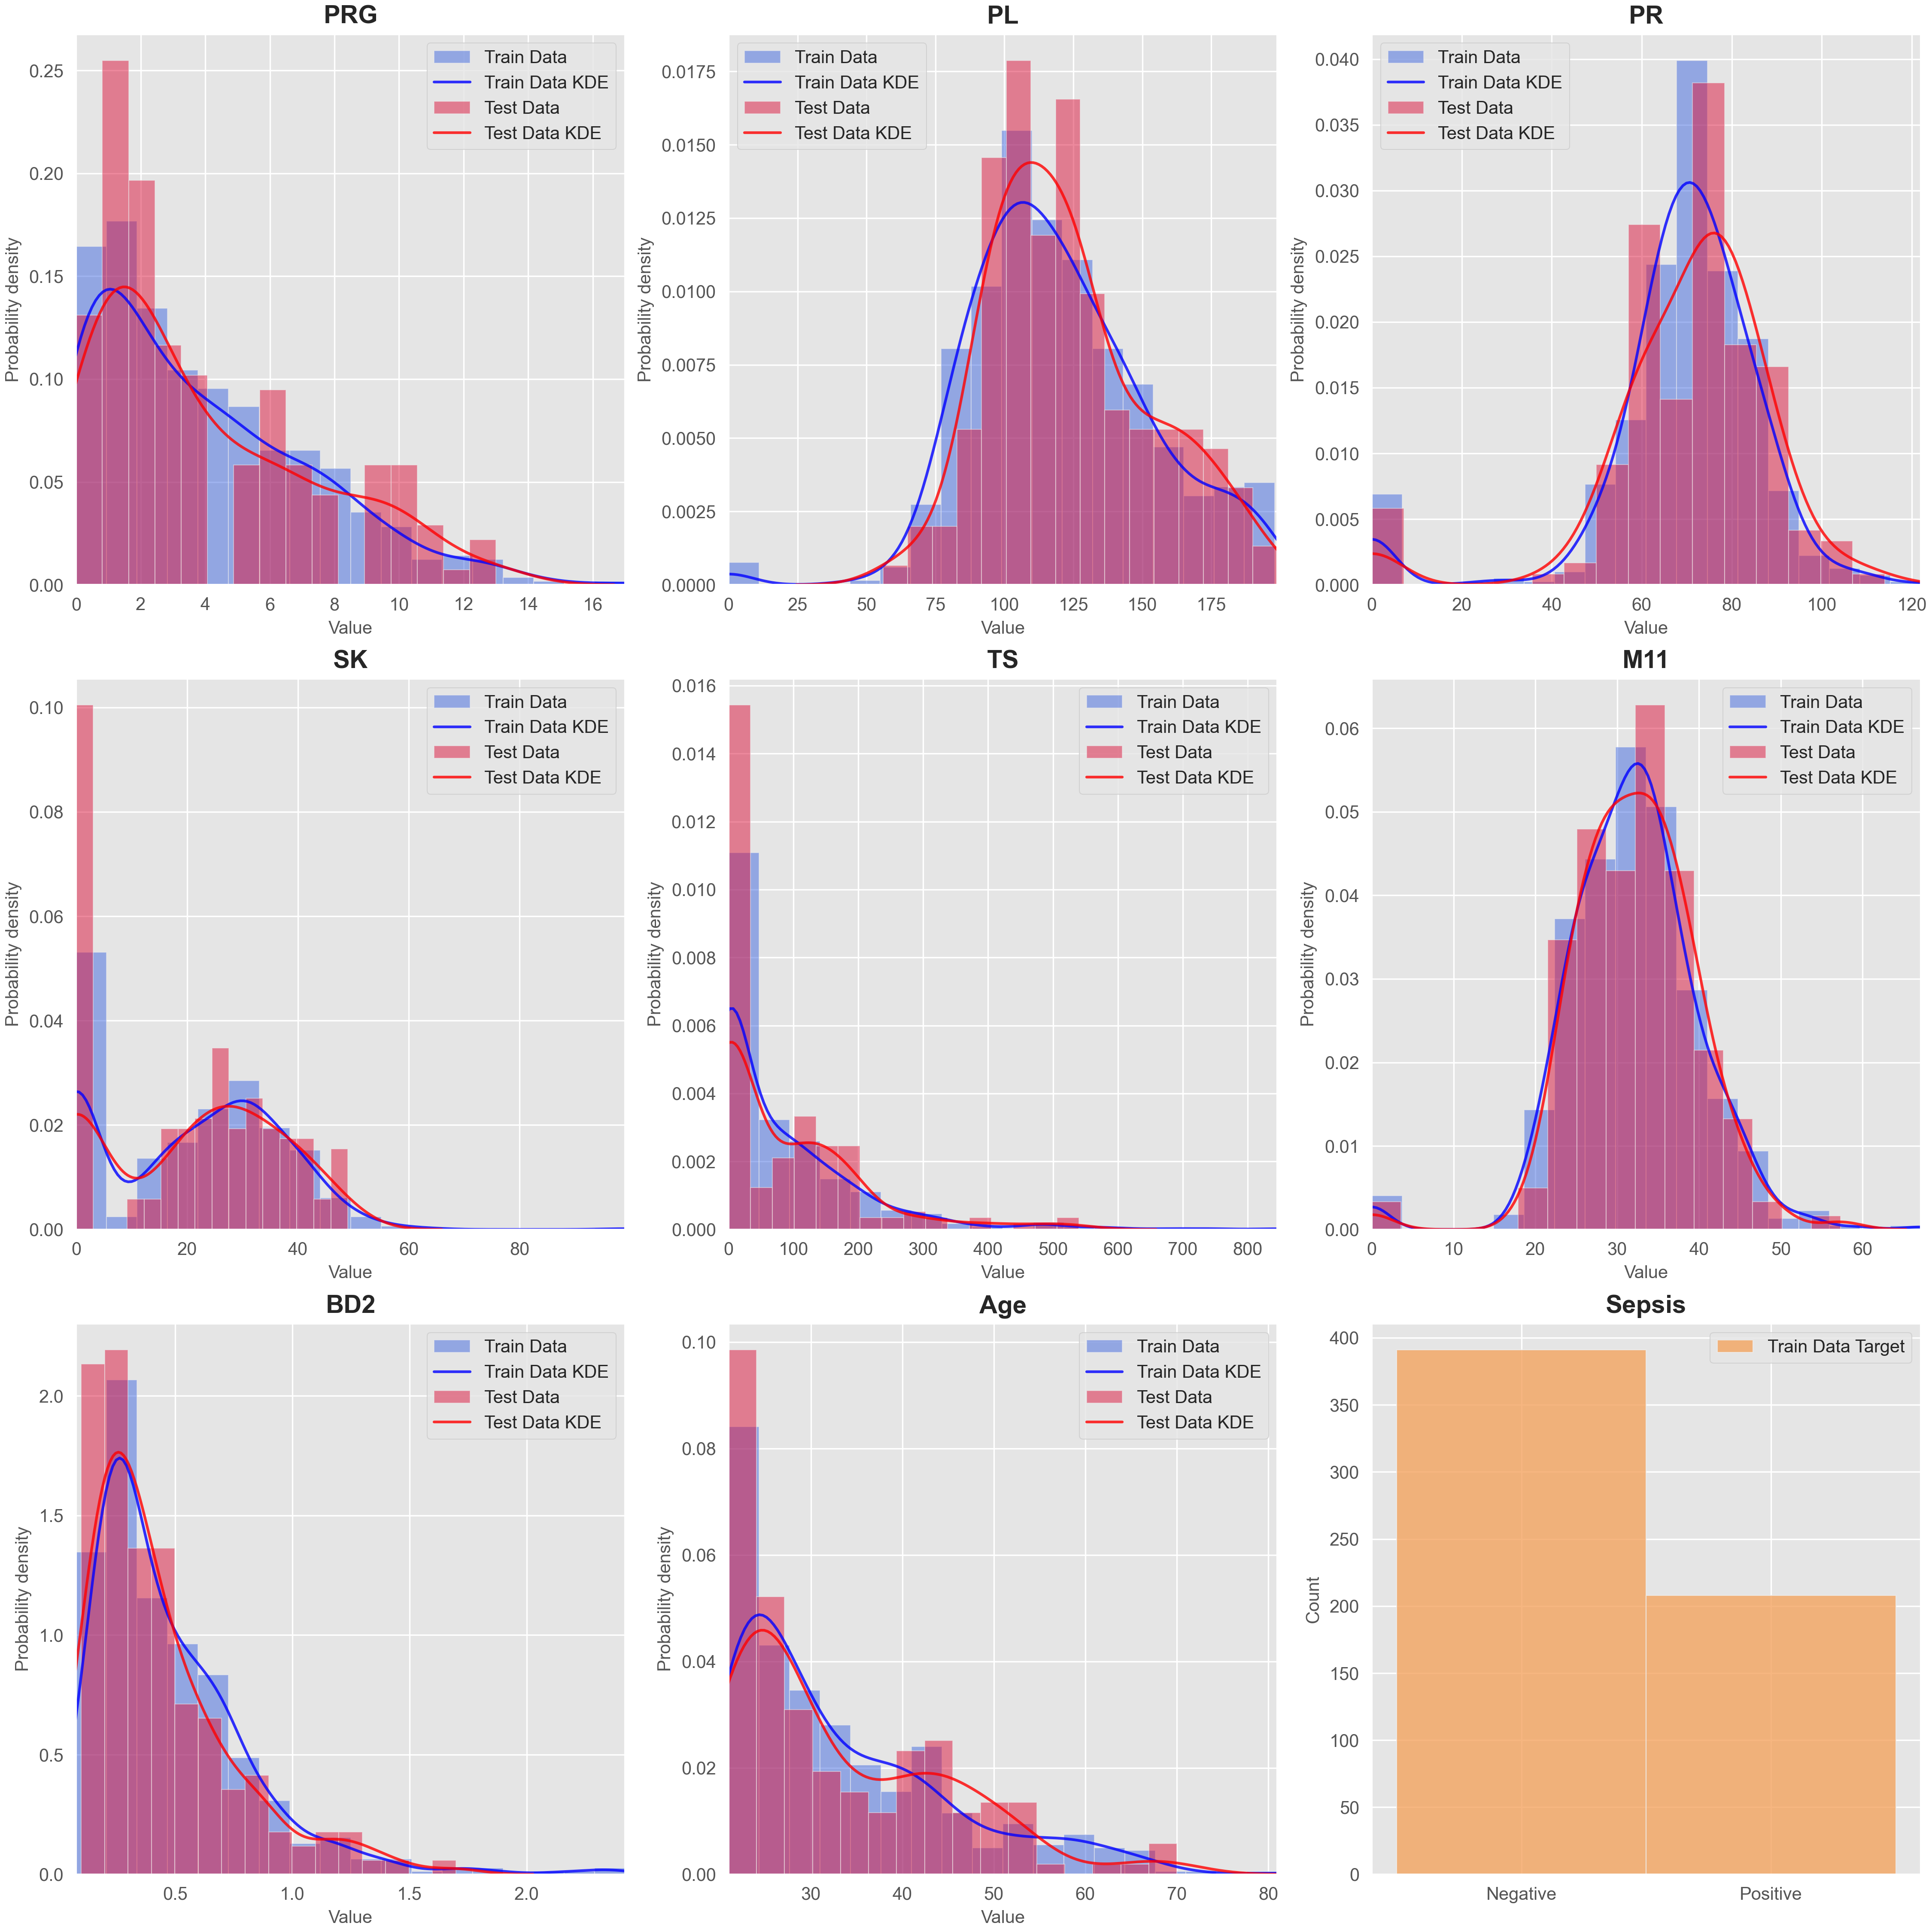 PRG
Train Data
Train Data KDE
Test Data
Test Data KDE
0.25
0.20
0.15
0.10
0.05
0.00
Probability density
0 2 4 6 8 10 12 14 16
Value
PL
Train Data
Train Data KDE
Test Data
Test Data KDE
0.0175
0.0150
0.0125
0.0100
0.0075
0.0050
0.0025
0.0000
Probability density
0 25 50 75 100 125 150 175
Value
PR
Train Data
Train Data KDE
Test Data
Test Data KDE
0.040
0.035
0.030
0.025
0.020
0.015
0.010
0.005
0.000
Probability density
0 20 40 60 80 100 120
Value
SK
Train Data
Train Data KDE
Test Data
Test Data KDE
0.10
0.08
0.06
0.04
0.02
0.00
Probability density
0 20 40 60 80
Value
TS
Train Data
Train Data KDE
Test Data
Test Data KDE
0.016
0.014
0.012
0.010
0.008
0.006
0.004
0.002
0.000
Probability density
0 100 200 300 400 500 600 700 800
Value
M11
Train Data
Train Data KDE
Test Data
Test Data KDE
0.06
0.05
0.04
0.03
0.02
0.01
0.00
Probability density
0 10 20 30 40 50 60
Value
BD2
Train Data
Train Data KDE
Test Data
Test Data KDE
2.0
1.5
1.0
0.5
0.0
Probability density
0.5 1.0 1.5 2.0
Value
Age
Train Data
Train Data KDE
Test Data
Test Data KDE
0.10
0.08
0.06
0.04
0.02
0.00
Probability density
30 40 50 60 70 80
Value
Sepsis
Train Data Target
400
350
300
250
200
150
100
50
0
Count
Negative Positive